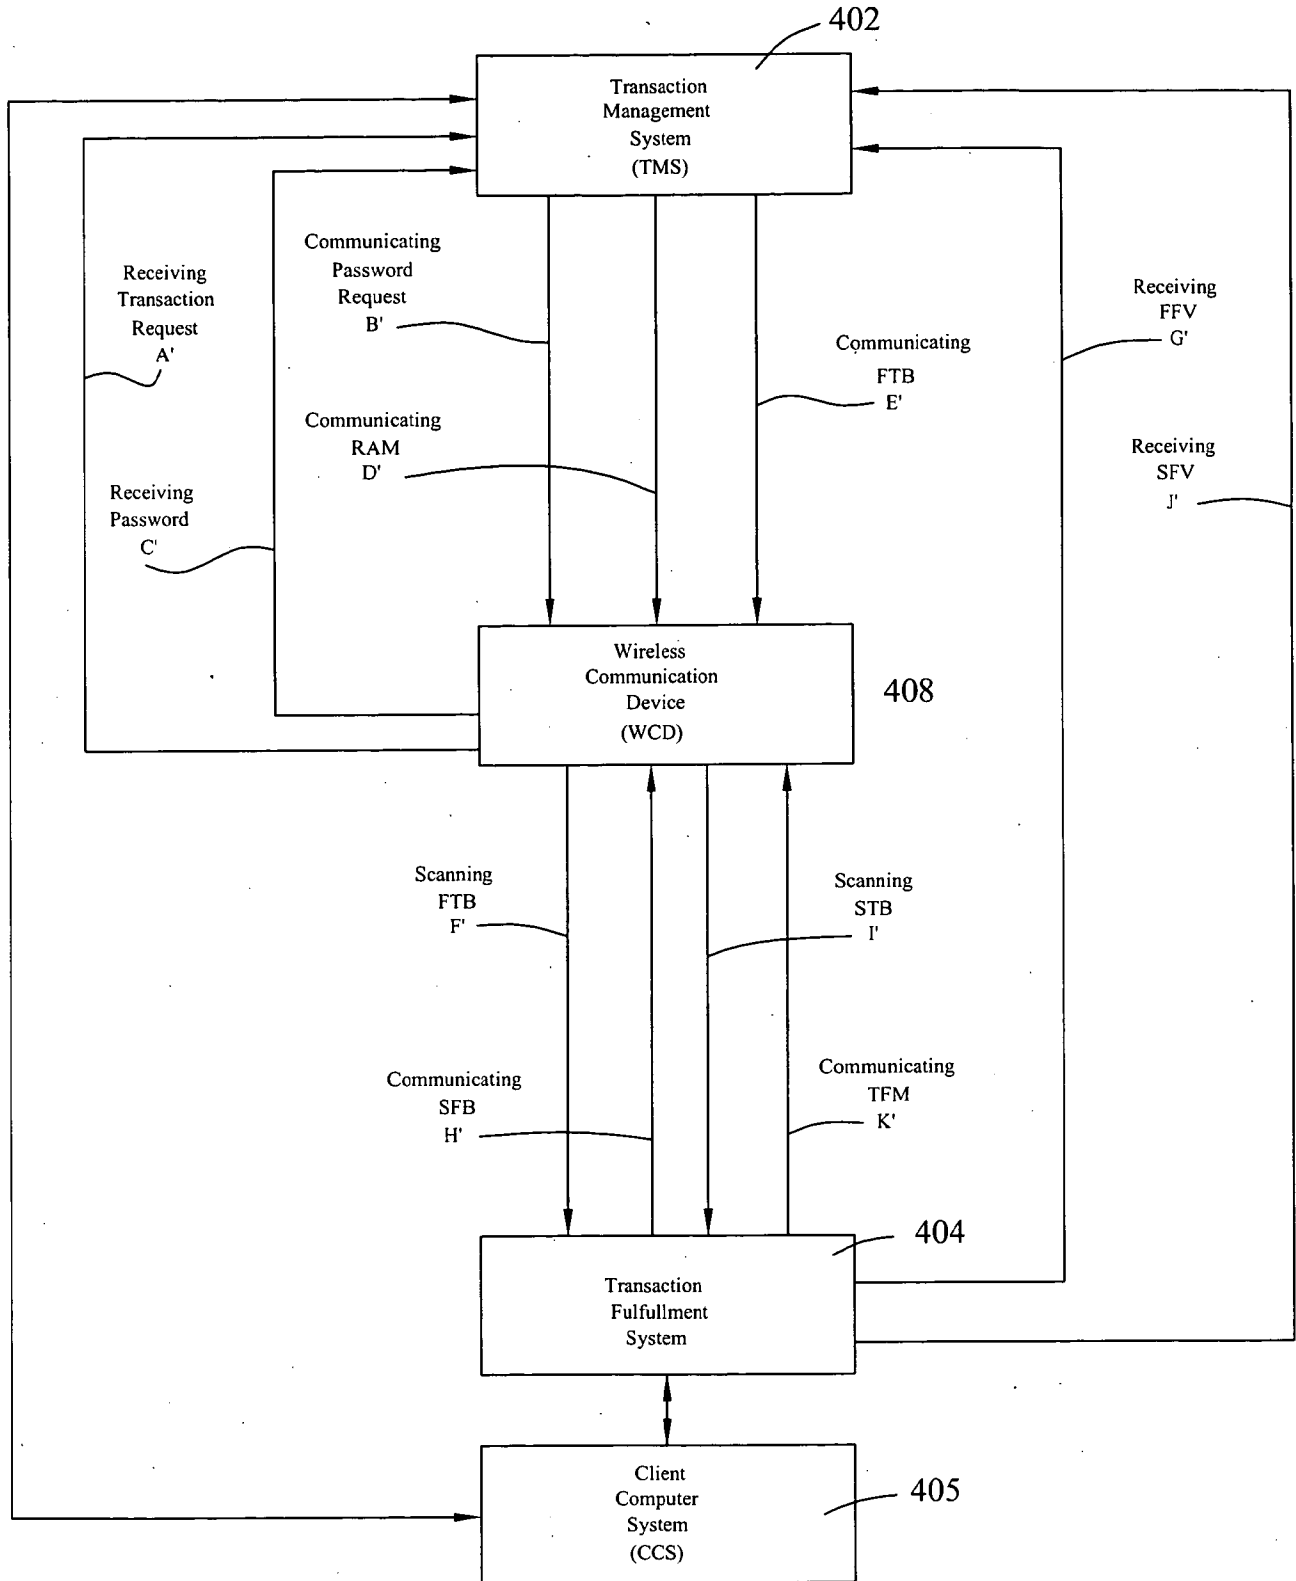 402
Transaction
Management
System
(TMS)
Communicating
Password
Request
B'
Receiving
Transaction
Request
A'
Receiving
FFV
G'
Communicating
FTB
E'
Communicating
RAM
D'
Receiving
SFV
J'
Receiving
Password
C'
Wireless
Communication
Device
(WCD)
408
Scanning
FTB
F'
Scanning
STB
I'
Communicating
SFB
H'
Communicating
TFM
K'
404
Transaction
Fulfullment
System
Client
Computer
System
(CCS)
405